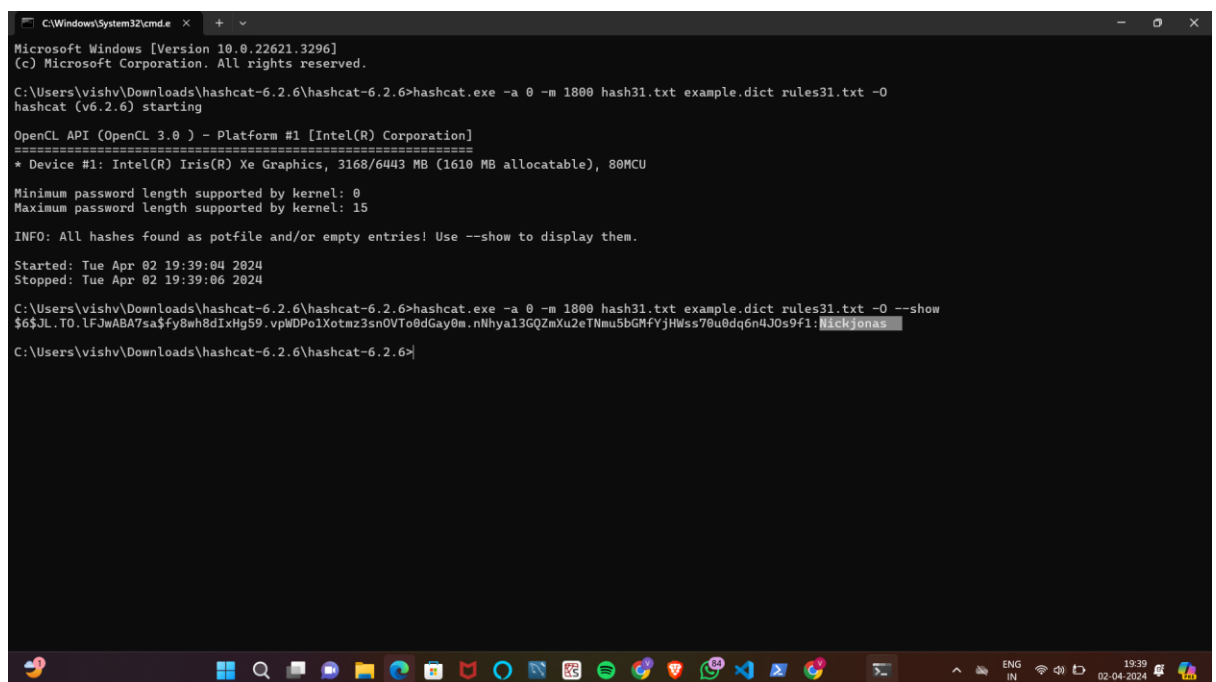 C:\Windows\System32\cmd.e
Microsoft Windows [Version 10.0.22621.3296]
(c) Microsoft Corporation. All rights reserved.
C:\Users\vishv\Downloads\hashcat-6.2.6\hashcat-6.2.6>hashcat.exe -a 0 -m 1800 hash31.txt example.dict rules31.txt -O
hashcat (v6.2.6) starting
OpenCL API (OpenCL 3.0 ) - Platform #1 [Intel(R) Corporation]
=============================================================
* Device #1: Intel(R) Iris(R) Xe Graphics, 3168/6443 MB (1610 MB allocatable), 80MCU
Minimum password length supported by kernel: 0
Maximum password length supported by kernel: 15
INFO: All hashes found as potfile and/or empty entries! Use --show to display them.
Started: Tue Apr 02 19:39:04 2024
Stopped: Tue Apr 02 19:39:06 2024
C:\Users\vishv\Downloads\hashcat-6.2.6\hashcat-6.2.6>hashcat.exe -a 0 -m 1800 hash31.txt example.dict rules31.txt -O --show
$6$JL.TO.lFJwABA7sa$fy8wh8dIxHg59.vpWDPo1Xotmz3snOVTo0dGay0m.nNhya13GQZmXu2eTNmu5bGMfYjHWss70u0dq6n4JOs9f1:Nickjonas
C:\Users\vishv\Downloads\hashcat-6.2.6\hashcat-6.2.6>
1
84
ENG
IN
19:39
02-04-2024